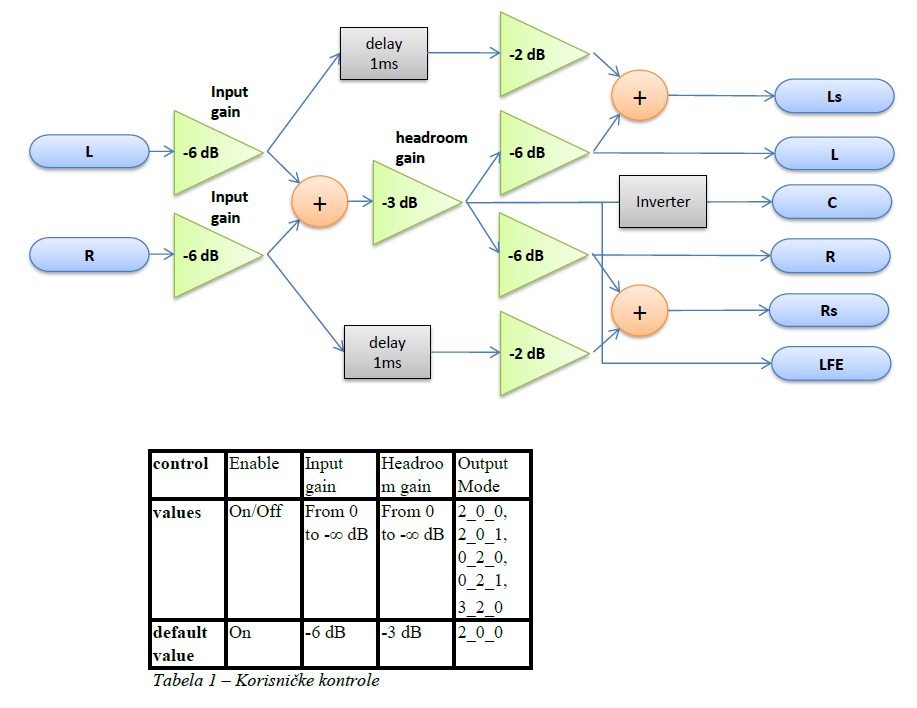 delay
1ms
-2 dB
+
Ls
Input
gain
L
-6 dB
headroom
gain
-6 dB
L
Input
gain
+
-3 dB
Inverter
C
R
-6 dB
-6 dB
R
+
Rs
delay
1ms
-2 dB
LFE
control Enable Input gain Headroo m gain Output Mode
values On/Off From 0 to -∞ dB From 0 to -∞ dB 2_0_0, 2_0_1, 0_2_0, 0_2_1, 3_2_0
default value On -6 dB -3 dB 2_0_0
Tabela 1 – Korisničke kontrole